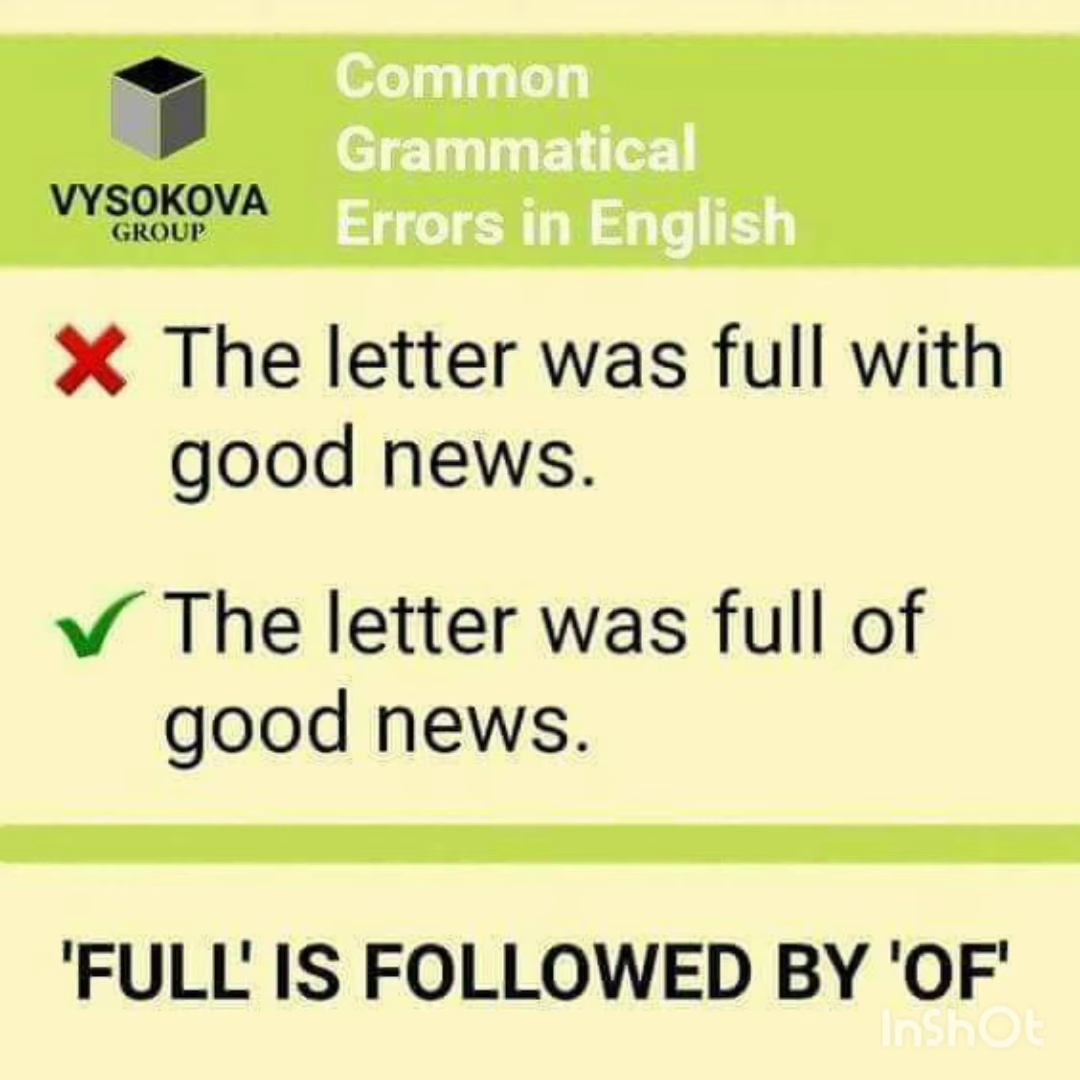 VYSOKOVA
GROUP
Common
Grammatical
Errors in English
The letter was full with
good news.
The letter was full of
good news.
'FULL' IS FOLLOWED BY 'OF'
InShOt